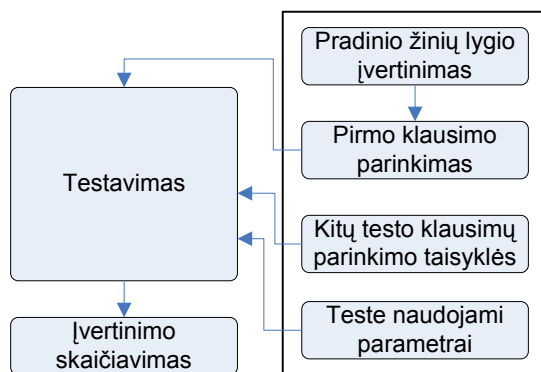 Pradinio žinių lygio
įvertinimas
Pirmo klausimo
parinkimas
Testavimas
Kitų testo klausimų
parinkimo taisyklės
Teste naudojami
parametrai
Įvertinimo
skaičiavimas